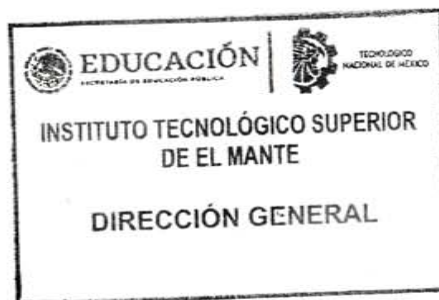 EDUCACIÓN
SECRETARÍA DE EDUCACIÓN PÚBLICA
TECNOLÓGICO
NACIONAL DE MÉXICO
INSTITUTO TECNOLÓGICO SUPERIOR
DE EL MANTE
DIRECCIÓN GENERAL